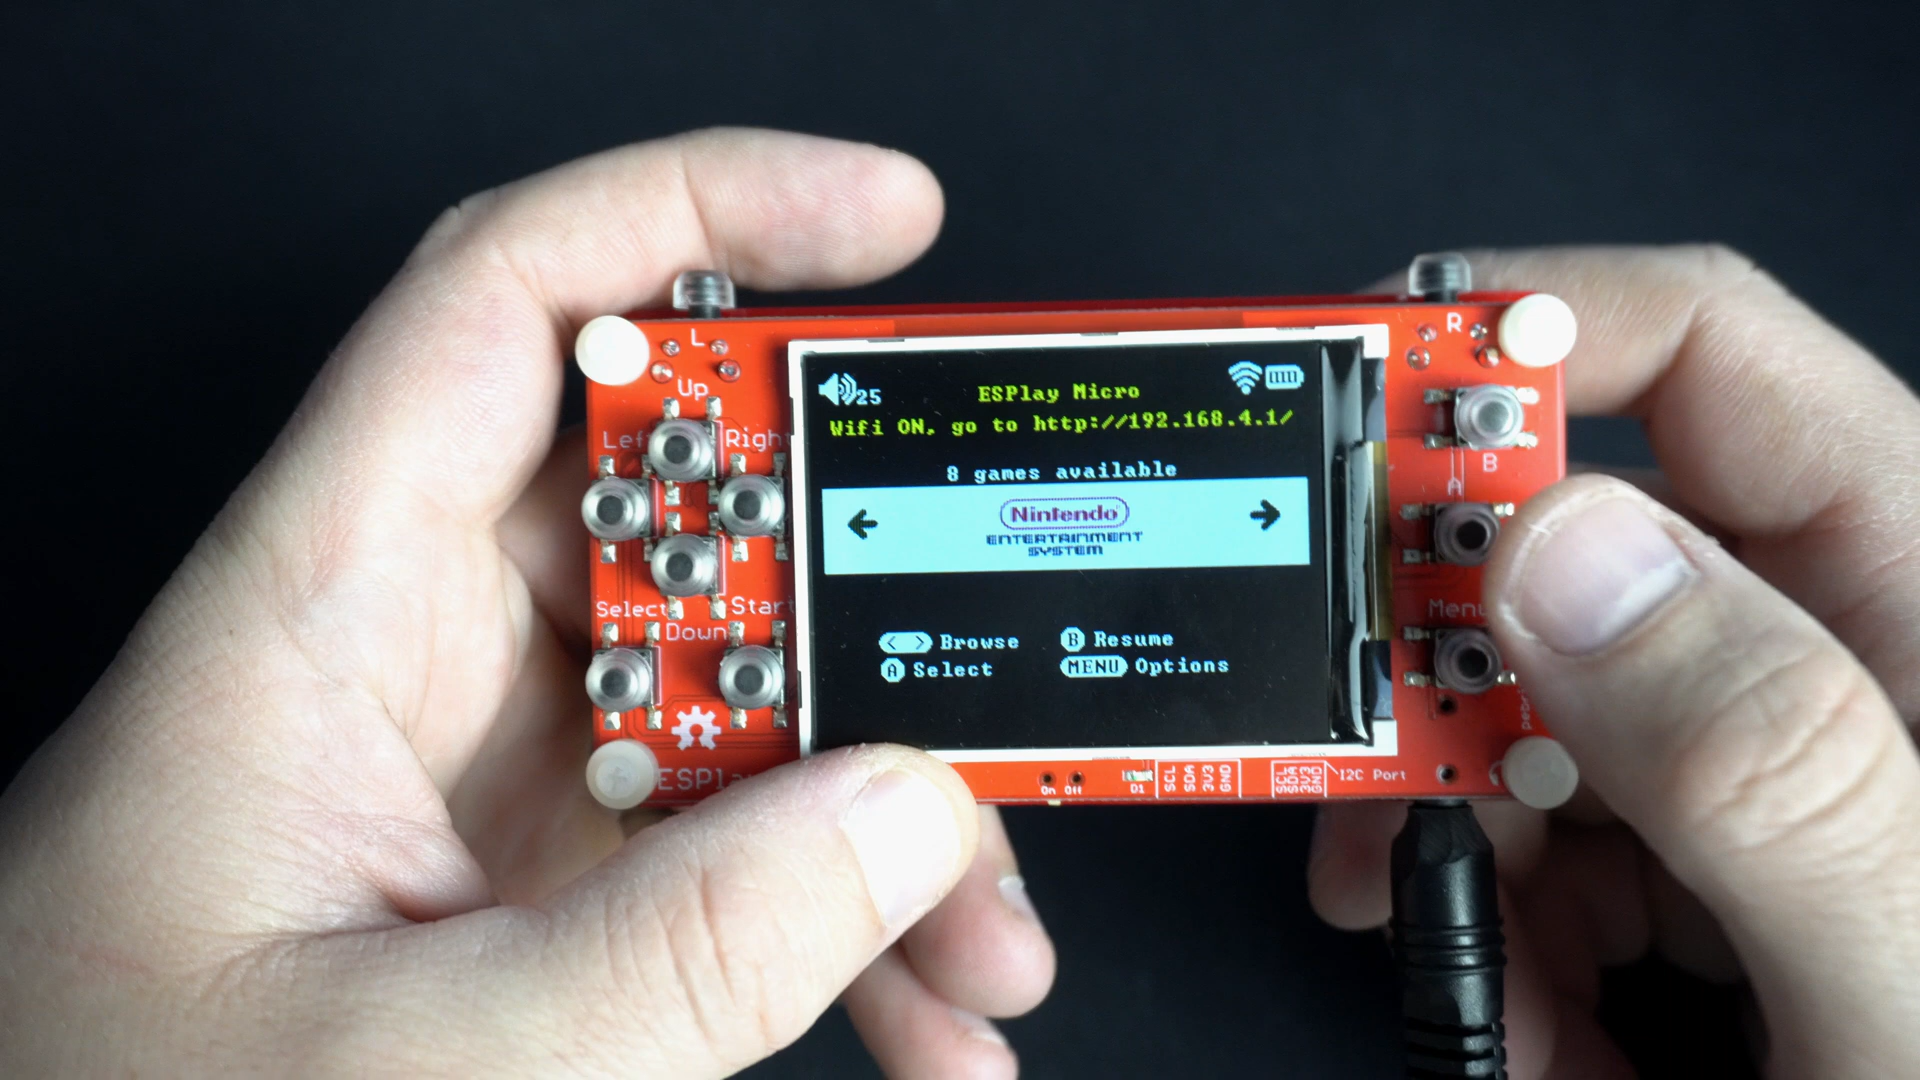 L
R
Up
Left Right
25
ESPlay Micro
Wifi ON, go to http://192.168.4.1/
8 games available
Nintendo
ENTERTAINMENT
SYSTEM
B
A
Select Start
Down
Menu
< > Browse
B Resume
A Select
MENU Options
On Off
D1
SCL
SDA
3V3
GND
SCL
SDA
3V3
GND
I2C Port